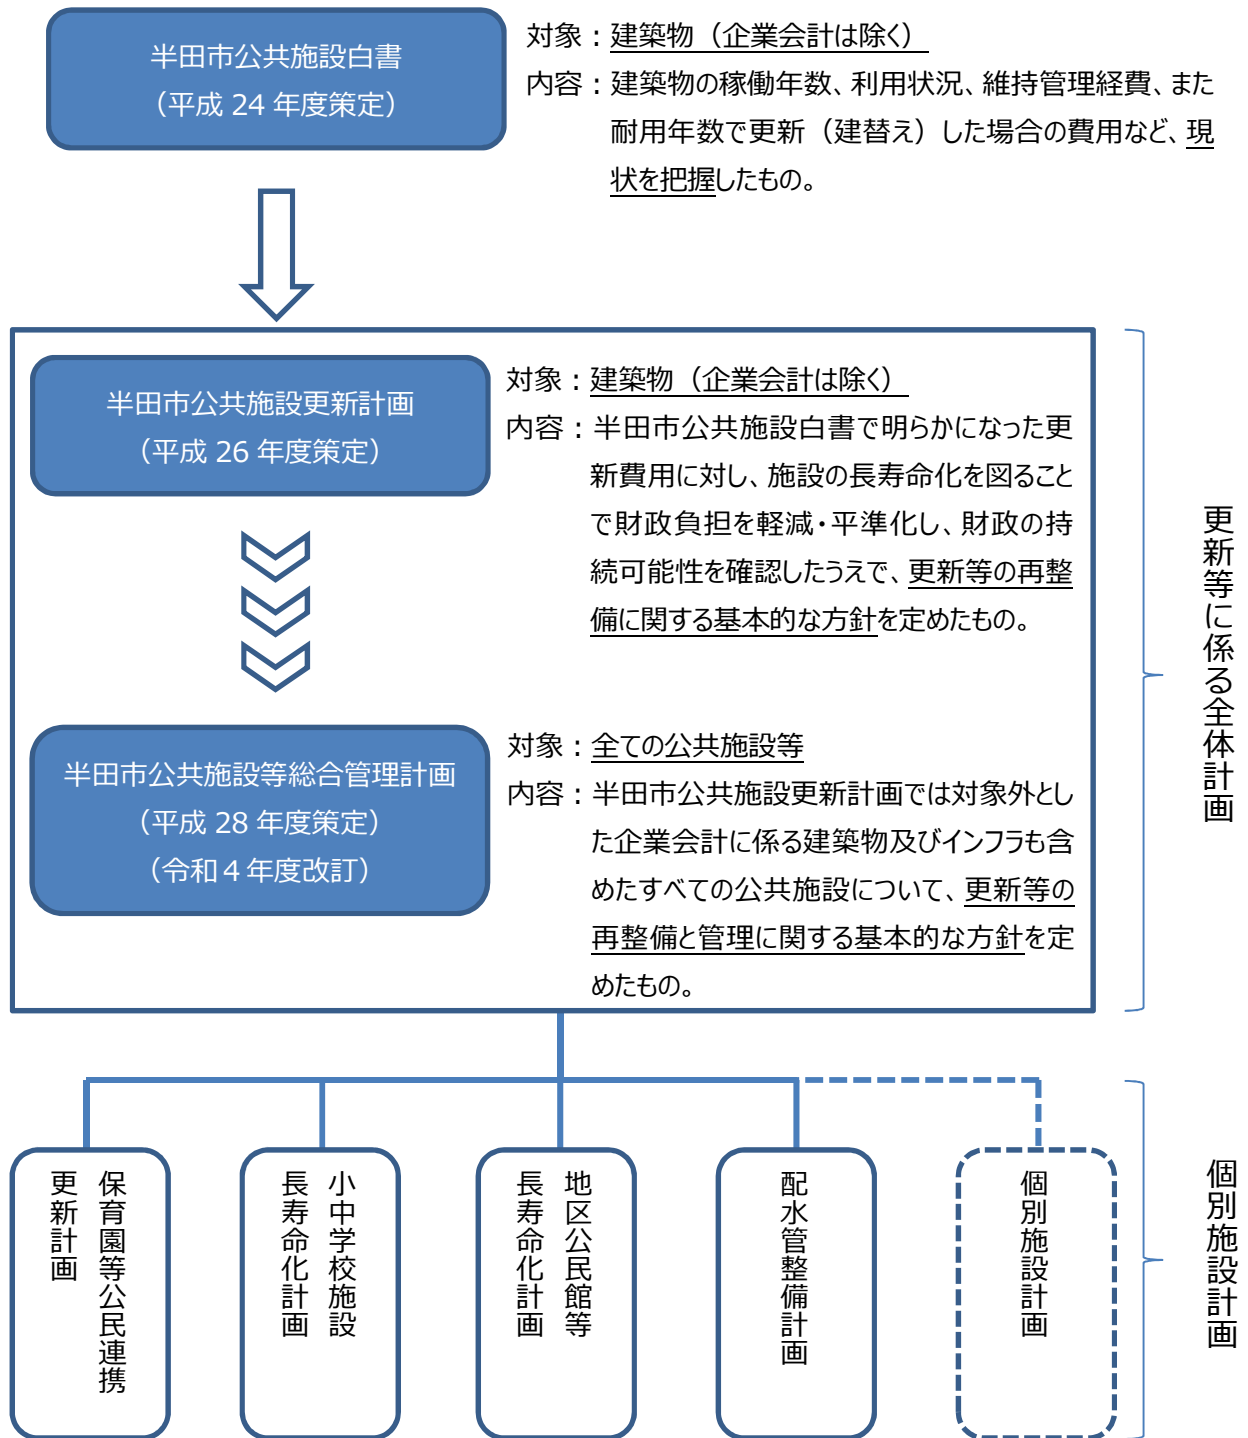 半田市公共施設白書
（平成 24 年度策定）
対象：建築物（企業会計は除く）
内容：建築物の稼働年数、利用状況、維持管理経費、また
耐用年数で更新（建替え）した場合の費用など、現
状を把握したもの。
半田市公共施設更新計画
（平成 26 年度策定）
対象：建築物（企業会計は除く）
内容：半田市公共施設白書で明らかになった更
新費用に対し、施設の長寿命化を図ること
で財政負担を軽減・平準化し、財政の持
続可能性を確認したうえで、更新等の再整
備に関する基本的な方針を定めたもの。
半田市公共施設等総合管理計画
（平成 28 年度策定）
（令和４年度改訂）
対象：全ての公共施設等
内容：半田市公共施設更新計画では対象外とし
た企業会計に係る建築物及びインフラも含
めたすべての公共施設について、更新等の
再整備と管理に関する基本的な方針を定
めたもの。
更新等に係る全体計画
保育園等公民連携
更新計画
小中学校施設
長寿命化計画
地区公民館等
長寿命化計画
配水管整備計画
個別施設計画
個別施設計画